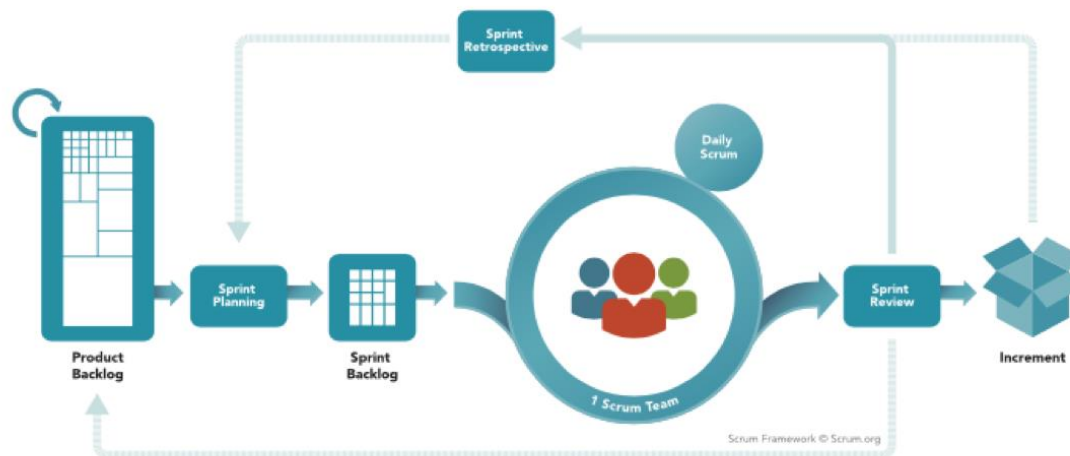 Sprint
Retrospective
Daily
Scrum
Sprint
Planning
Sprint
Review
Product
Backlog
Sprint
Backlog
Increment
1 Scrum Team
Scrum Framework © Scrum.org